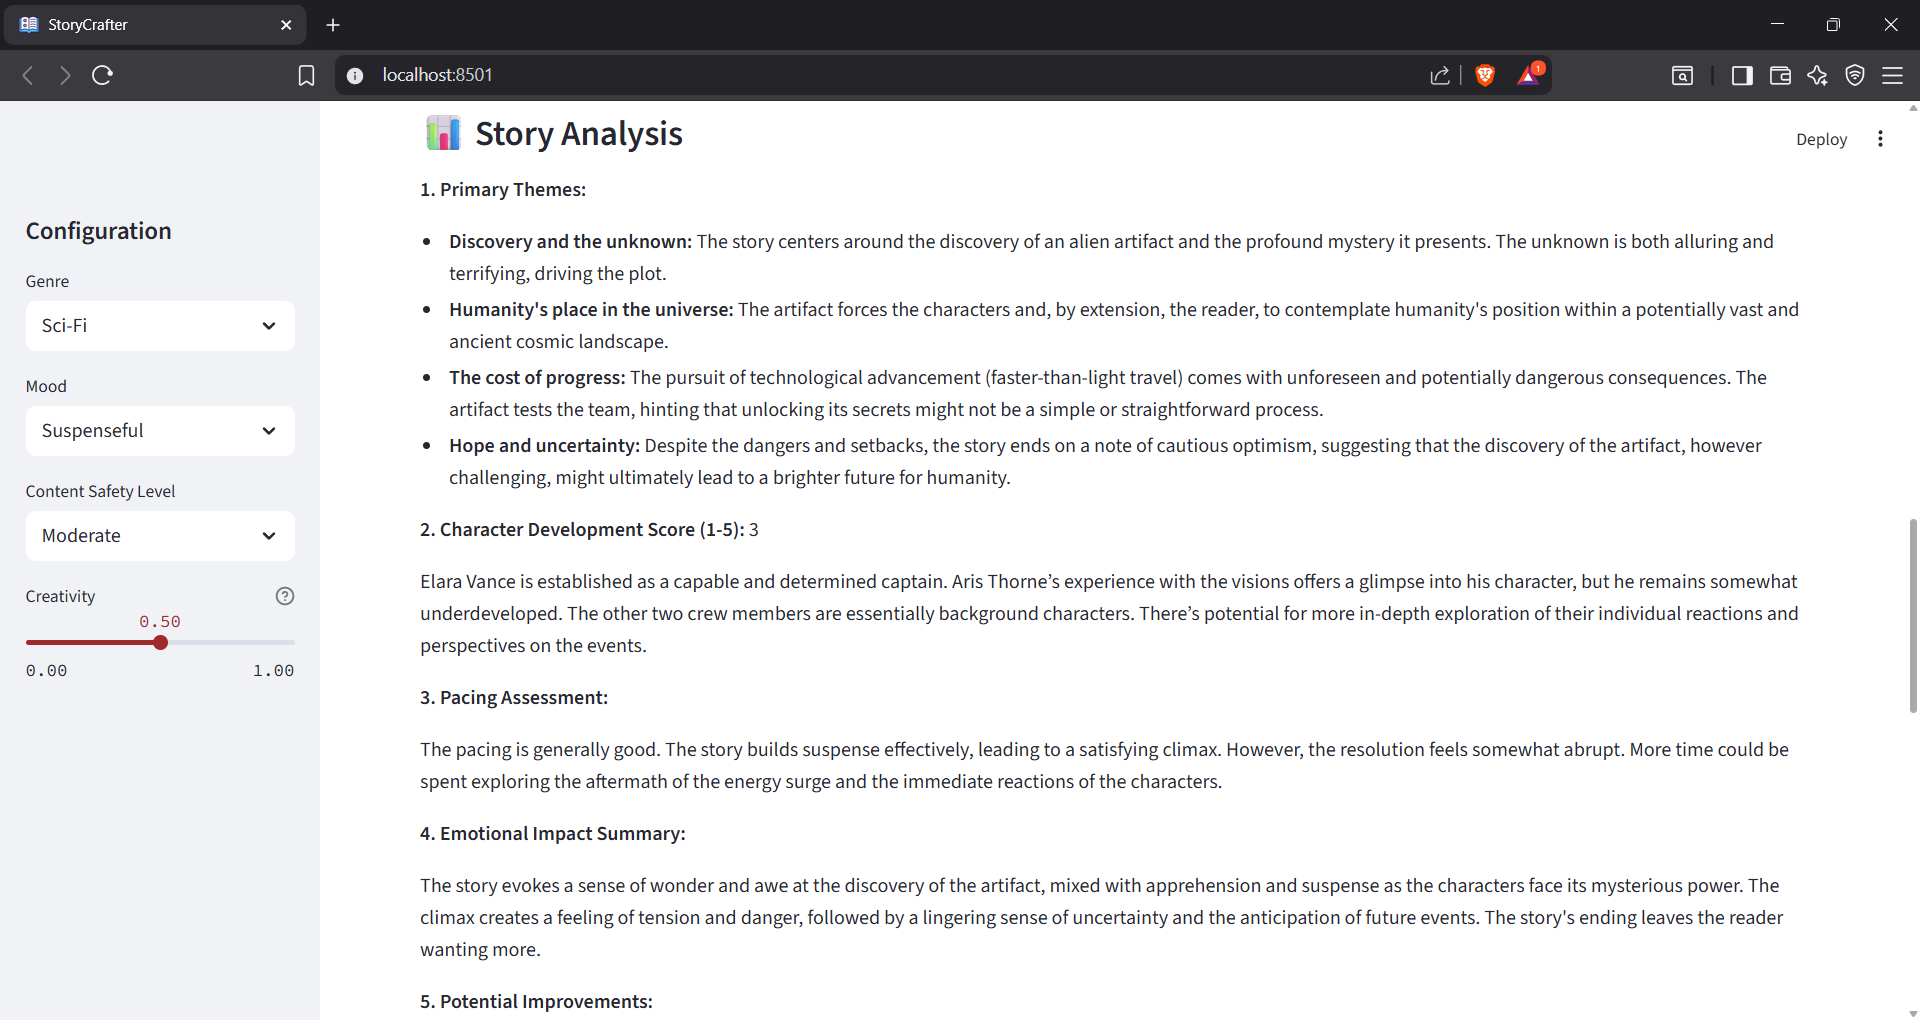 StoryCrafter
localhost:8501
1
Deploy
Configuration
Genre
Sci-Fi
Mood
Suspenseful
Content Safety Level
Moderate
Creativity
0.50
0.00 1.00
Story Analysis
1. Primary Themes:
Discovery and the unknown: The story centers around the discovery of an alien artifact and the profound mystery it presents. The unknown is both alluring and
terrifying, driving the plot.
Humanity's place in the universe: The artifact forces the characters and, by extension, the reader, to contemplate humanity's position within a potentially vast and
ancient cosmic landscape.
The cost of progress: The pursuit of technological advancement (faster-than-light travel) comes with unforeseen and potentially dangerous consequences. The
artifact tests the team, hinting that unlocking its secrets might not be a simple or straightforward process.
Hope and uncertainty: Despite the dangers and setbacks, the story ends on a note of cautious optimism, suggesting that the discovery of the artifact, however
challenging, might ultimately lead to a brighter future for humanity.
2. Character Development Score (1-5): 3
Elara Vance is established as a capable and determined captain. Aris Thorne’s experience with the visions offers a glimpse into his character, but he remains somewhat
underdeveloped. The other two crew members are essentially background characters. There’s potential for more in-depth exploration of their individual reactions and
perspectives on the events.
3. Pacing Assessment:
The pacing is generally good. The story builds suspense effectively, leading to a satisfying climax. However, the resolution feels somewhat abrupt. More time could be
spent exploring the aftermath of the energy surge and the immediate reactions of the characters.
4. Emotional Impact Summary:
The story evokes a sense of wonder and awe at the discovery of the artifact, mixed with apprehension and suspense as the characters face its mysterious power. The
climax creates a feeling of tension and danger, followed by a lingering sense of uncertainty and the anticipation of future events. The story's ending leaves the reader
wanting more.
5. Potential Improvements: